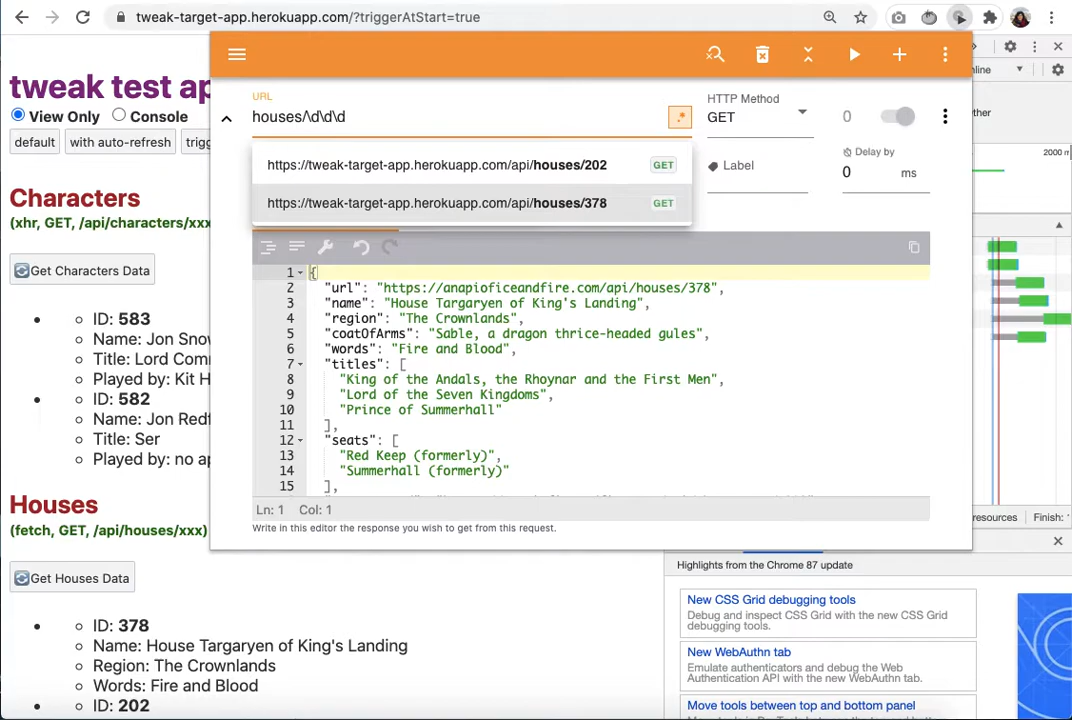 tweak-target-app.herokuapp.com/?triggerAtStart=true
tweak test ap
View Only Console
default
with auto-refresh
trigg
Characters
(xhr, GET, /api/characters/xxx
Get Characters Data
ID: 583
Name: Jon Snow
Title: Lord Comm
Played by: Kit H
ID: 582
Name: Jon Redf
Title: Ser
Played by: no ap
Houses
(fetch, GET, /api/houses/xxx)
Get Houses Data
ID: 378
Name: House Targaryen of King's Landing
Region: The Crownlands
Words: Fire and Blood
ID: 202
URL
houses/\d\d\d
.*
HTTP Method
GET
0
https://tweak-target-app.herokuapp.com/api/houses/202 GET
https://tweak-target-app.herokuapp.com/api/houses/378 GET
Label
Delay by
0 ms
1 {
2 "url": "https://anapioficeandfire.com/api/houses/378",
3 "name": "House Targaryen of King's Landing",
4 "region": "The Crownlands",
5 "coatOfArms": "Sable, a dragon thrice-headed gules",
6 "words": "Fire and Blood",
7 "titles": [
8 "King of the Andals, the Rhoynar and the First Men",
9 "Lord of the Seven Kingdoms",
10 "Prince of Summerhall"
11 ],
12 "seats": [
13 "Red Keep (formerly)",
14 "Summerhall (formerly)"
15 ],
Ln: 1 Col: 1
Write in this editor the response you wish to get from this request.
line
ther
2000 m
resources Finish:
Highlights from the Chrome 87 update
New CSS Grid debugging tools
Debug and inspect CSS Grid with the new CSS Grid
debugging tools.
New WebAuthn tab
Emulate authenticators and debug the Web
Authentication API with the new WebAuthn tab.
Move tools between top and bottom panel